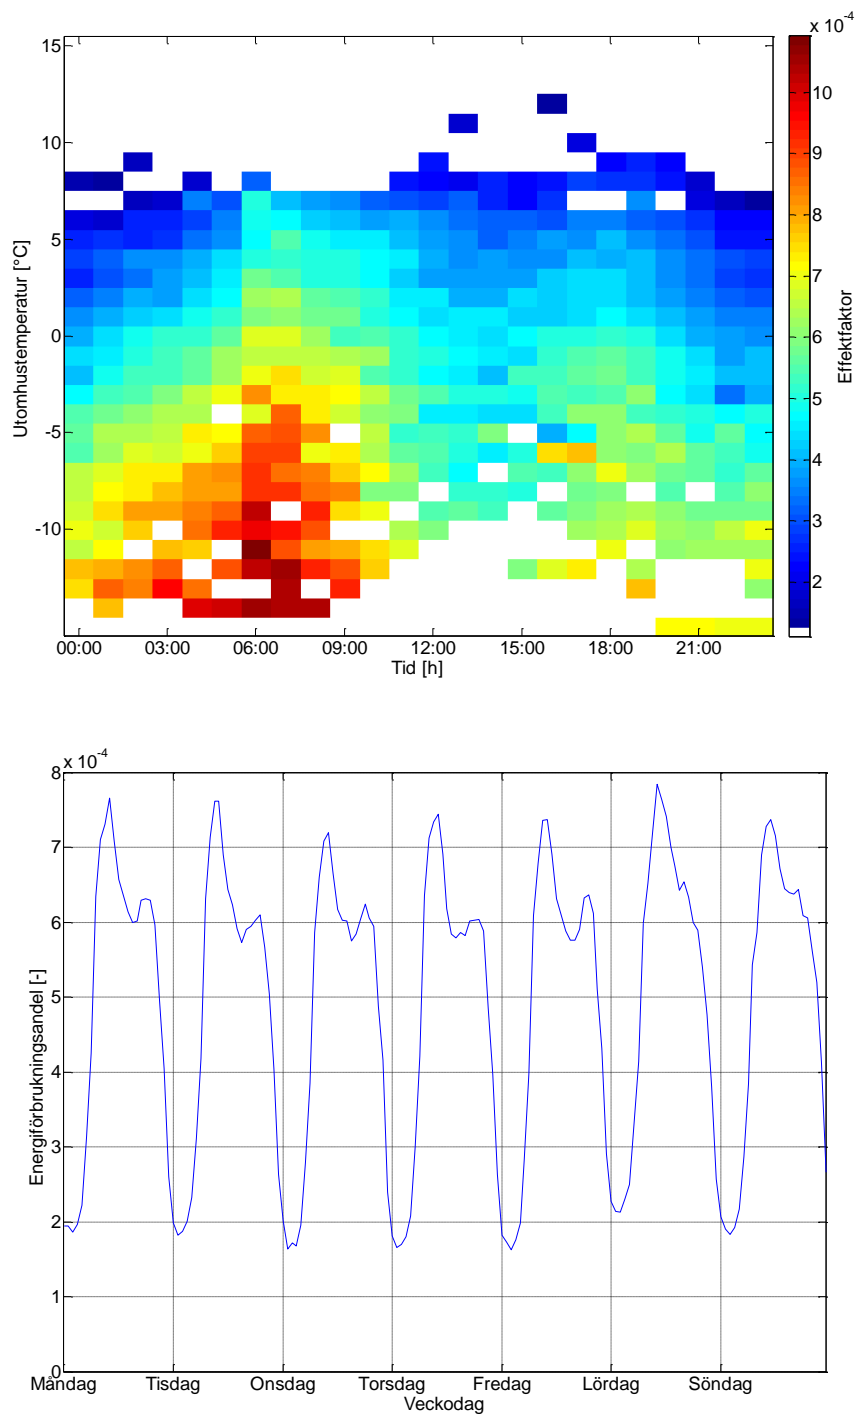 x 10-4
15
10
5
0
-5
-10
Utomhustemperatur [°C]
00:00 03:00 06:00 09:00 12:00 15:00 18:00 21:00
Tid [h]
10
9
8
7
6
5
4
3
2
Effektfaktor
x 10-4
8
7
6
5
4
3
2
1
0
Energiförbrukningsandel [-]
Måndag Tisdag Onsdag Torsdag Fredag Lördag Söndag
Veckodag